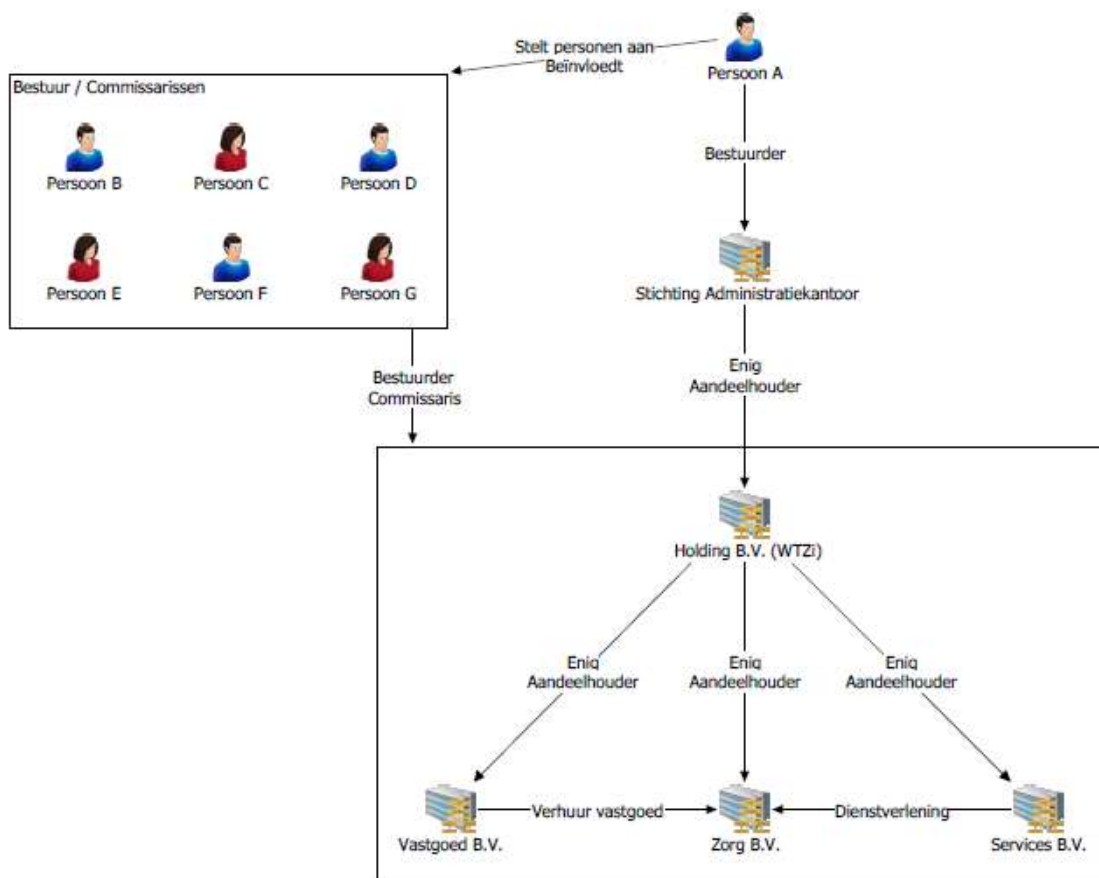 Stelt personen aan
Beïnvloedt
Persoon A
Bestuur / Commissarissen
Persoon B
Persoon C
Persoon D
Bestuurder
Persoon E
Persoon F
Persoon G
Stichting Administratiekantoor
Enig
Aandeelhouder
Bestuurder
Commissaris
Holding B.V. (WTZi)
Enig
Aandeelhouder
Enig
Aandeelhouder
Enig
Aandeelhouder
Verhuur vastgoed
Dienstverlening
Vastgoed B.V.
Zorg B.V.
Services B.V.